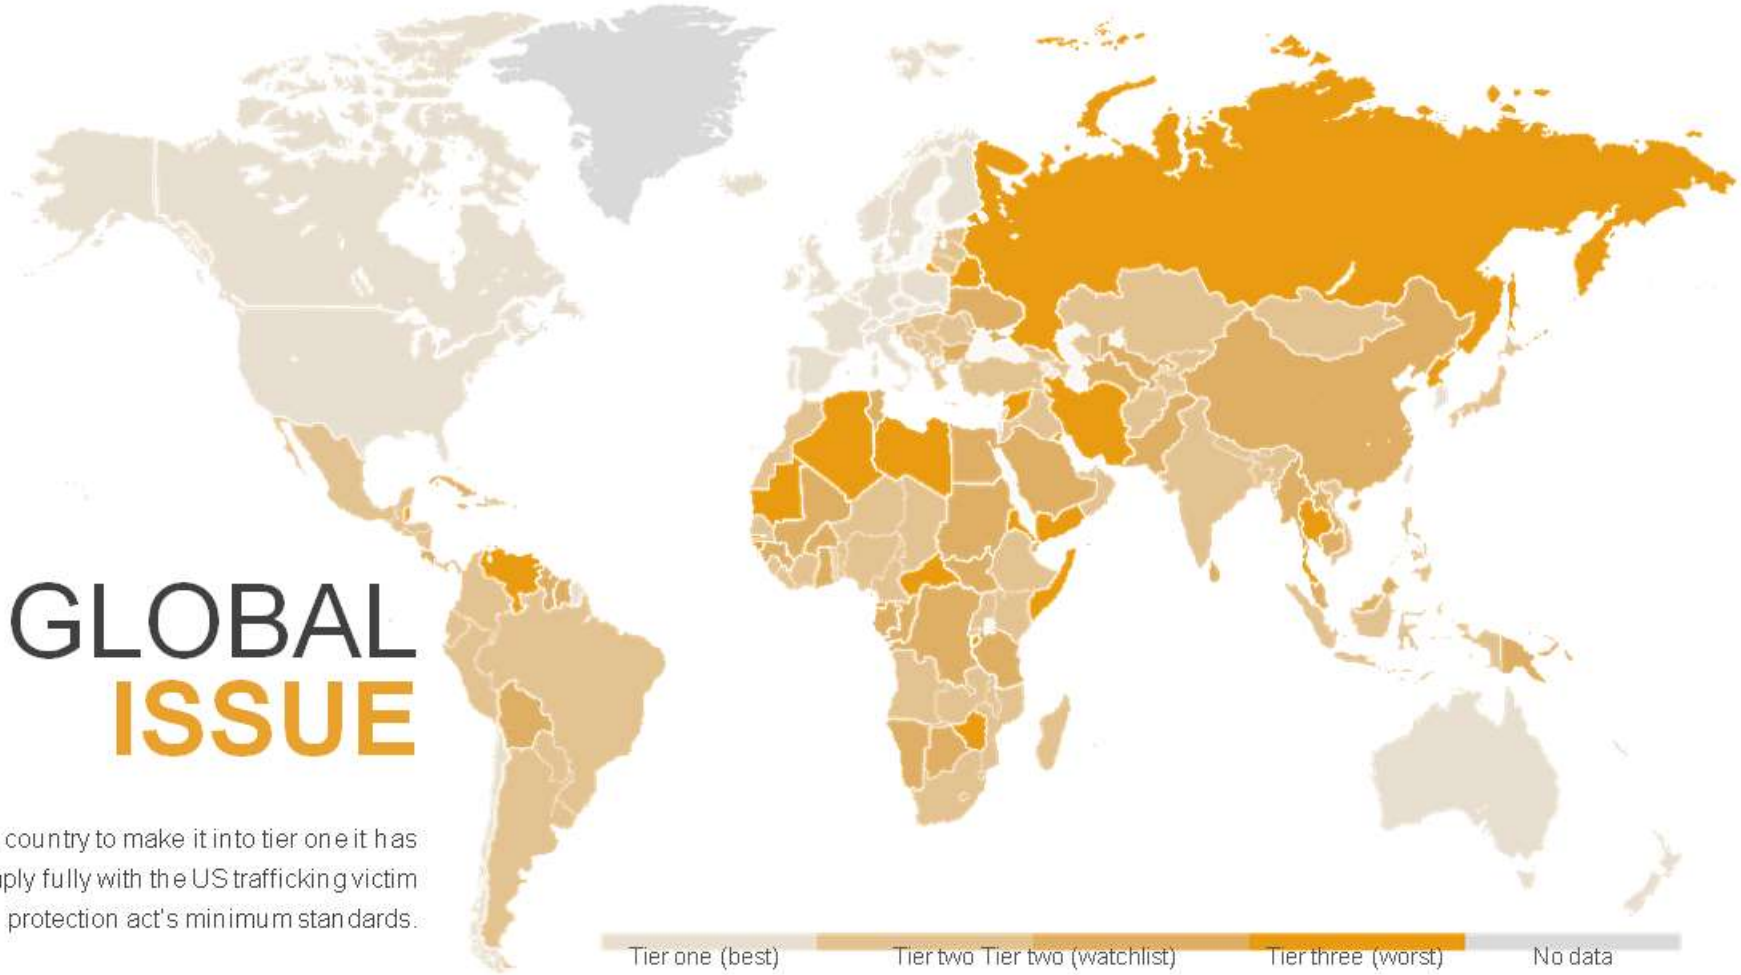 GLOBAL
ISSUE
country to make it into tier one it has
fully with the US trafficking victim
protection act's minimum standards.
Tier one (best) Tier two Tier two (watchlist) Tier three (worst) No data